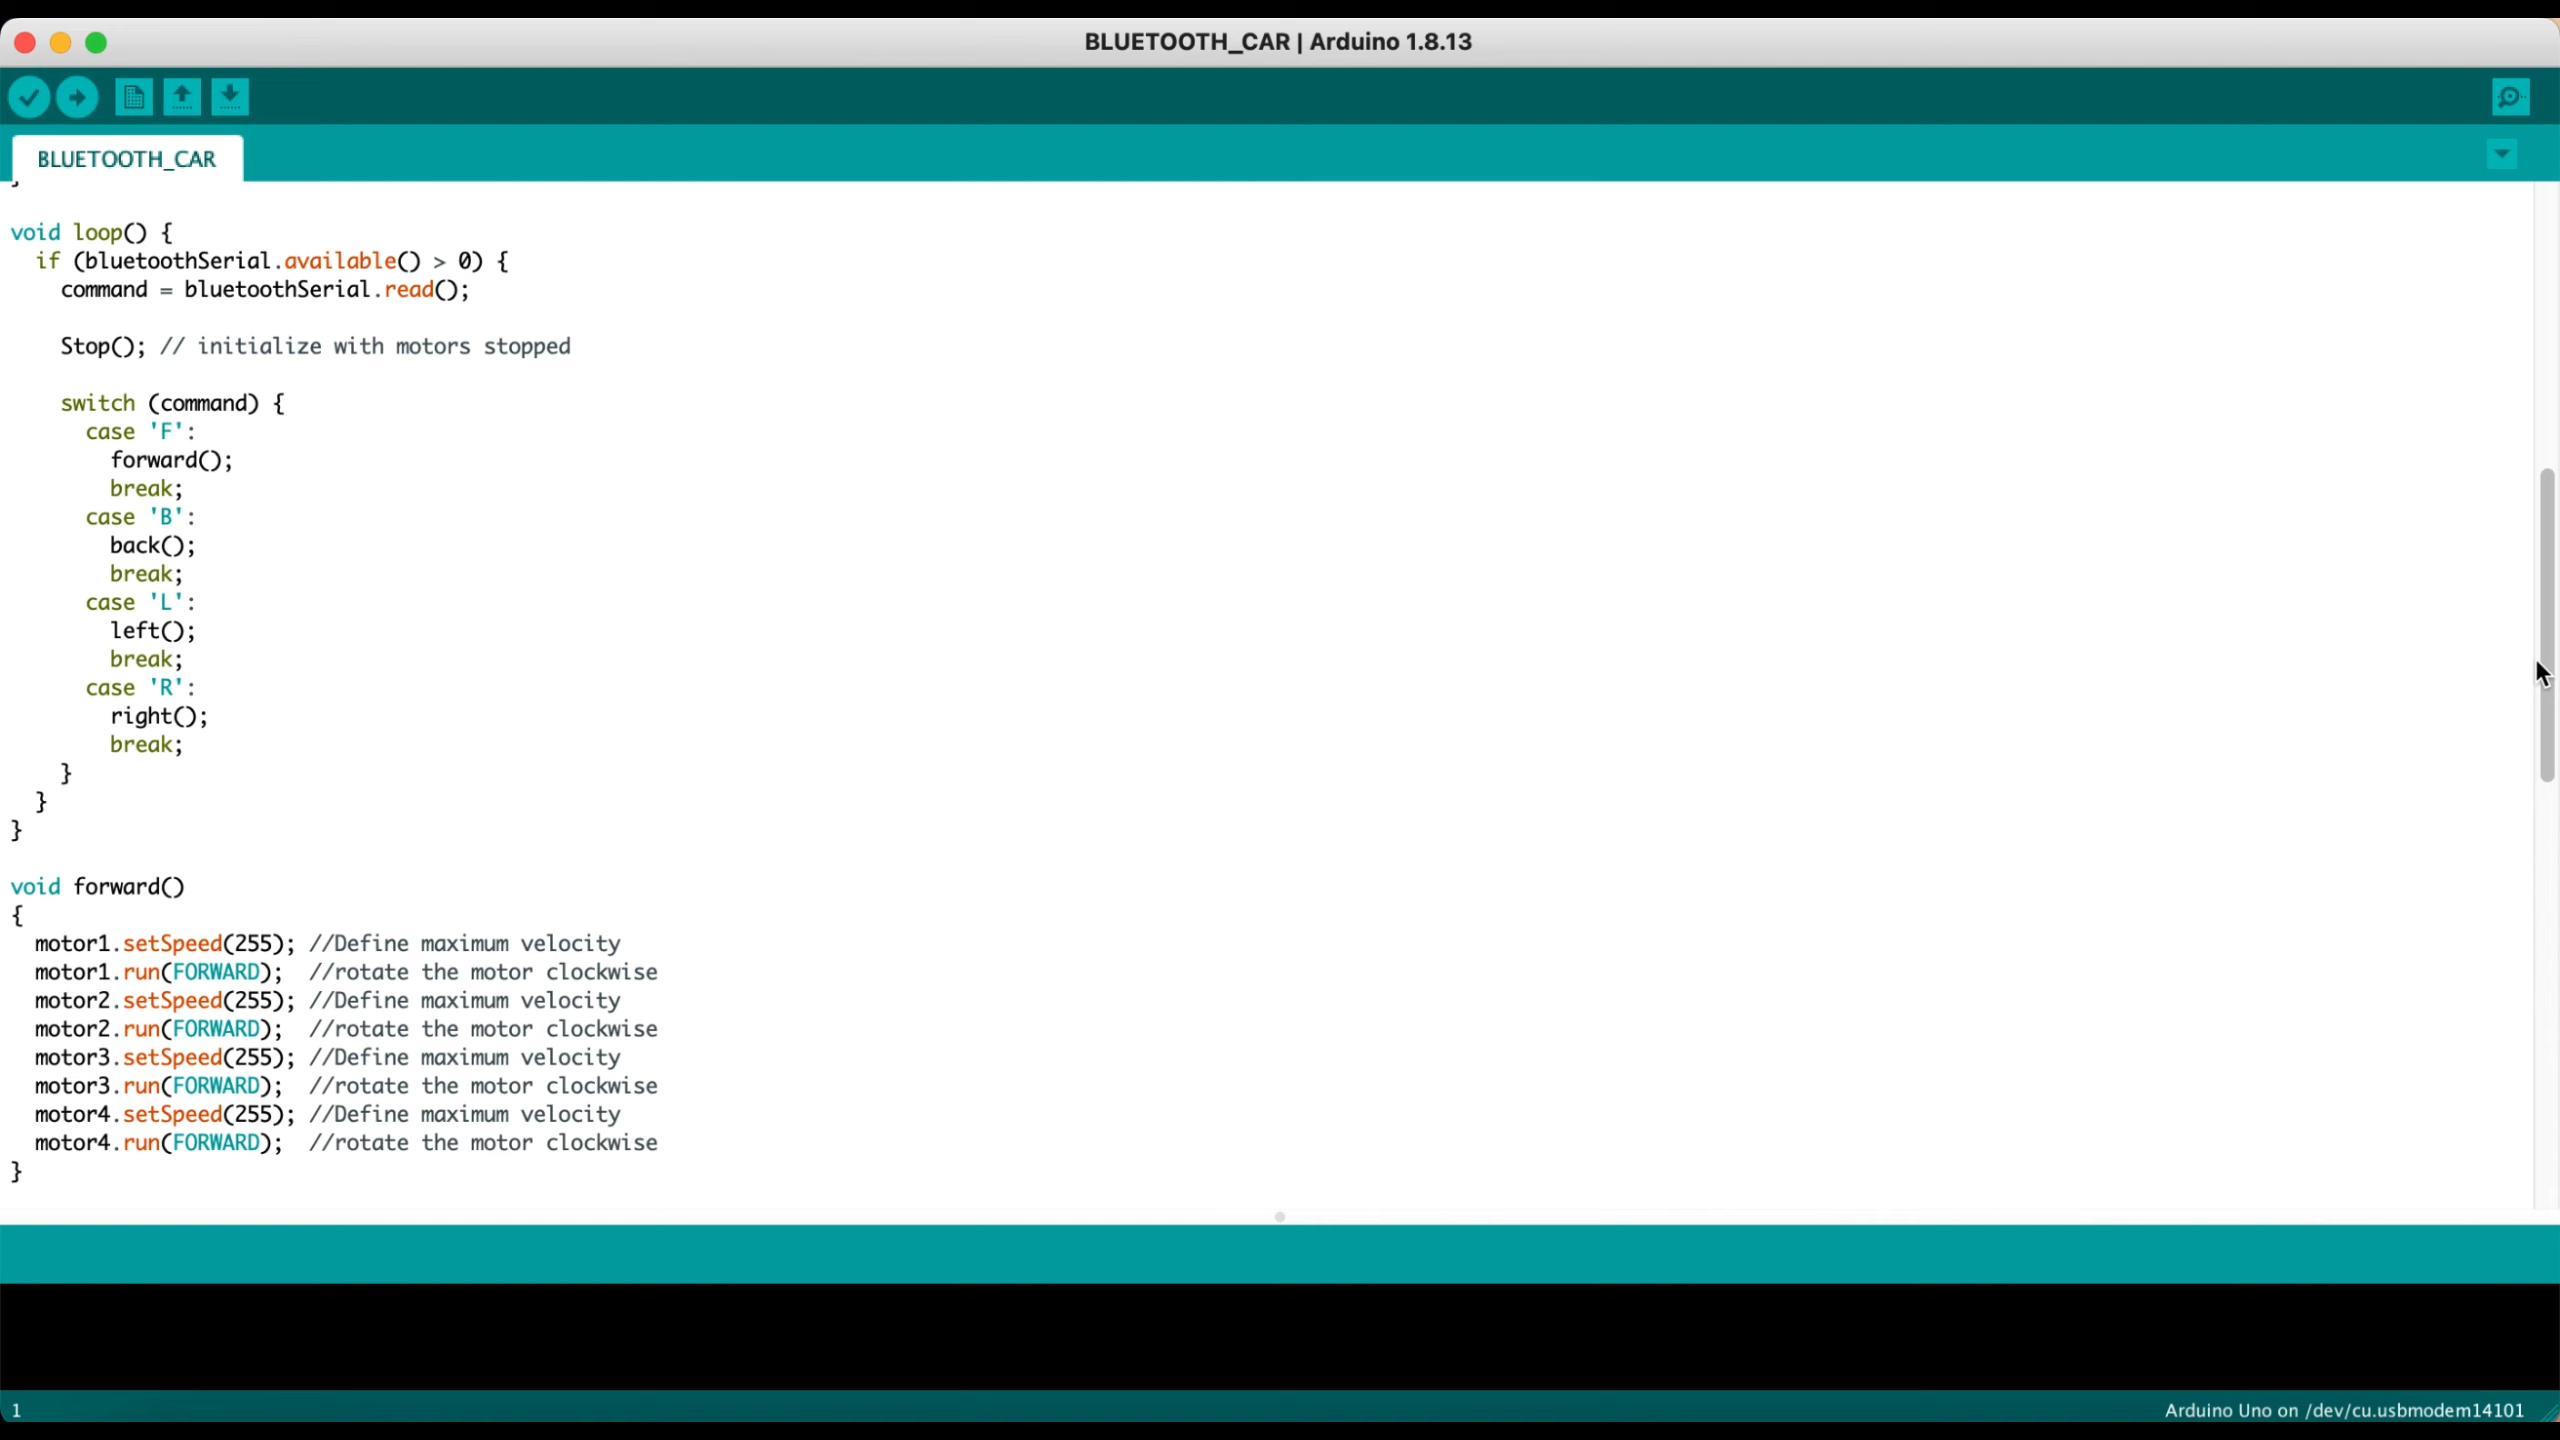 BLUETOOTH_CAR | Arduino 1.8.13
BLUETOOTH_CAR
}
void loop() {
  if (bluetoothSerial.available() > 0) {
    command = bluetoothSerial.read();
    Stop(); // initialize with motors stopped
    switch (command) {
      case 'F':
        forward();
        break;
      case 'B':
        back();
        break;
      case 'L':
        left();
        break;
      case 'R':
        right();
        break;
    }
  }
}
void forward()
{
  motor1.setSpeed(255); //Define maximum velocity
  motor1.run(FORWARD);  //rotate the motor clockwise
  motor2.setSpeed(255); //Define maximum velocity
  motor2.run(FORWARD);  //rotate the motor clockwise
  motor3.setSpeed(255); //Define maximum velocity
  motor3.run(FORWARD);  //rotate the motor clockwise
  motor4.setSpeed(255); //Define maximum velocity
  motor4.run(FORWARD);  //rotate the motor clockwise
}
1
Arduino Uno on /dev/cu.usbmodem14101